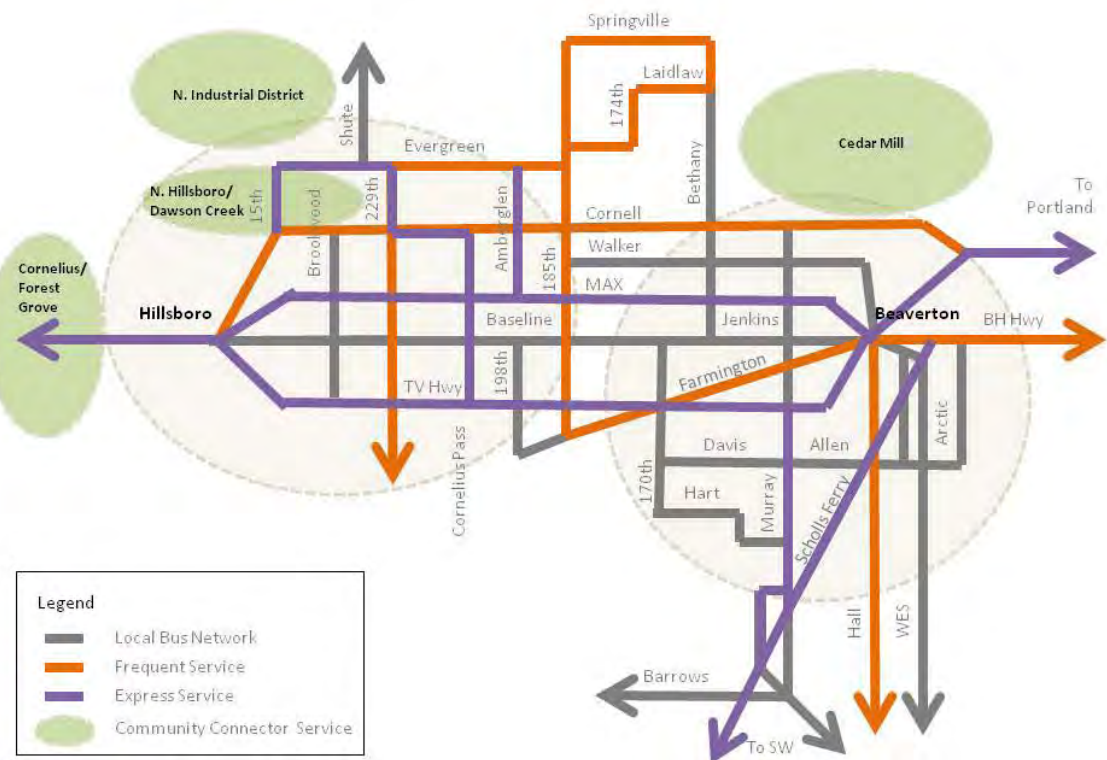 Springville
Laidlaw
N. Industrial District
174th
Shute
Evergreen
Cedar Mill
Bethany
N. Hillsboro/
Dawson Creek
15th
229th
To
Portland
Cornell
Brookwood
Amberglen
Walker
185th
Cornelius/
Forest
Grove
MAX
Hillsboro
Baseline
Jenkins
Beaverton
BH Hwy
198th
Farmington
TV Hwy
Cornelius Pass
Davis
Allen
Arctic
170th
Hart
Murray
Scholls Ferry
Legend
Local Bus Network
Frequent Service
Express Service
Community Connector Service
Hall
WES
Barrows
To SW